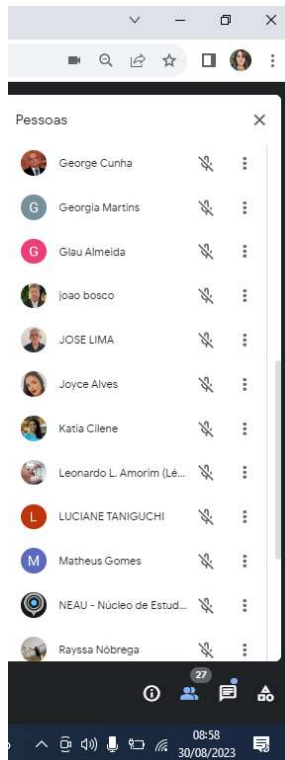 Pessoas
George Cunha
G Georgia Martins
G Glau Almeida
joao bosco
JOSE LIMA
Joyce Alves
Katia Cilene
Leonardo L. Amorim (Lé...
L LUCIANE TANIGUCHI
M Matheus Gomes
NEAU - Núcleo de Estud...
Rayssa Nóbrega
27
08:58
30/08/2023